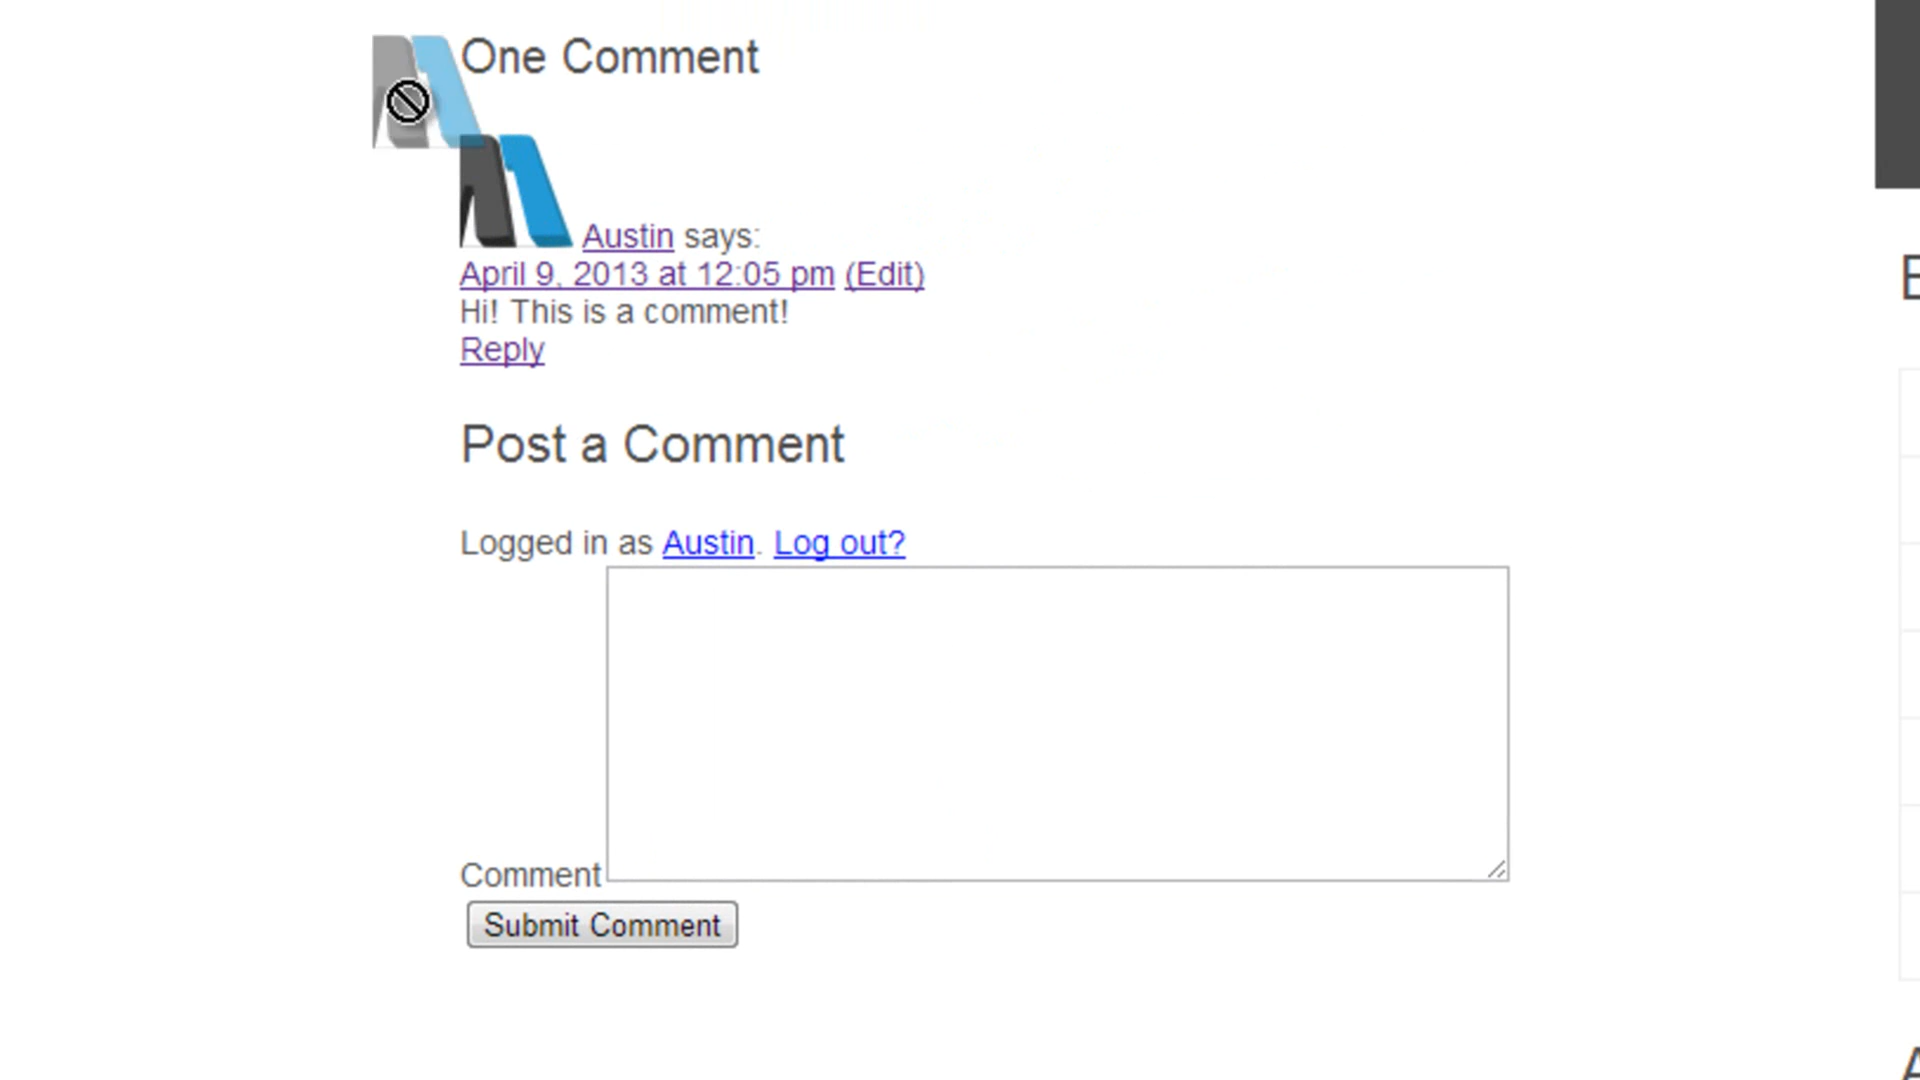 One Comment
Austin says:
April 9, 2013 at 12:05 pm (Edit)
Hi! This is a comment!
Reply
Post a Comment
Logged in as Austin. Log out?
Comment
Submit Comment